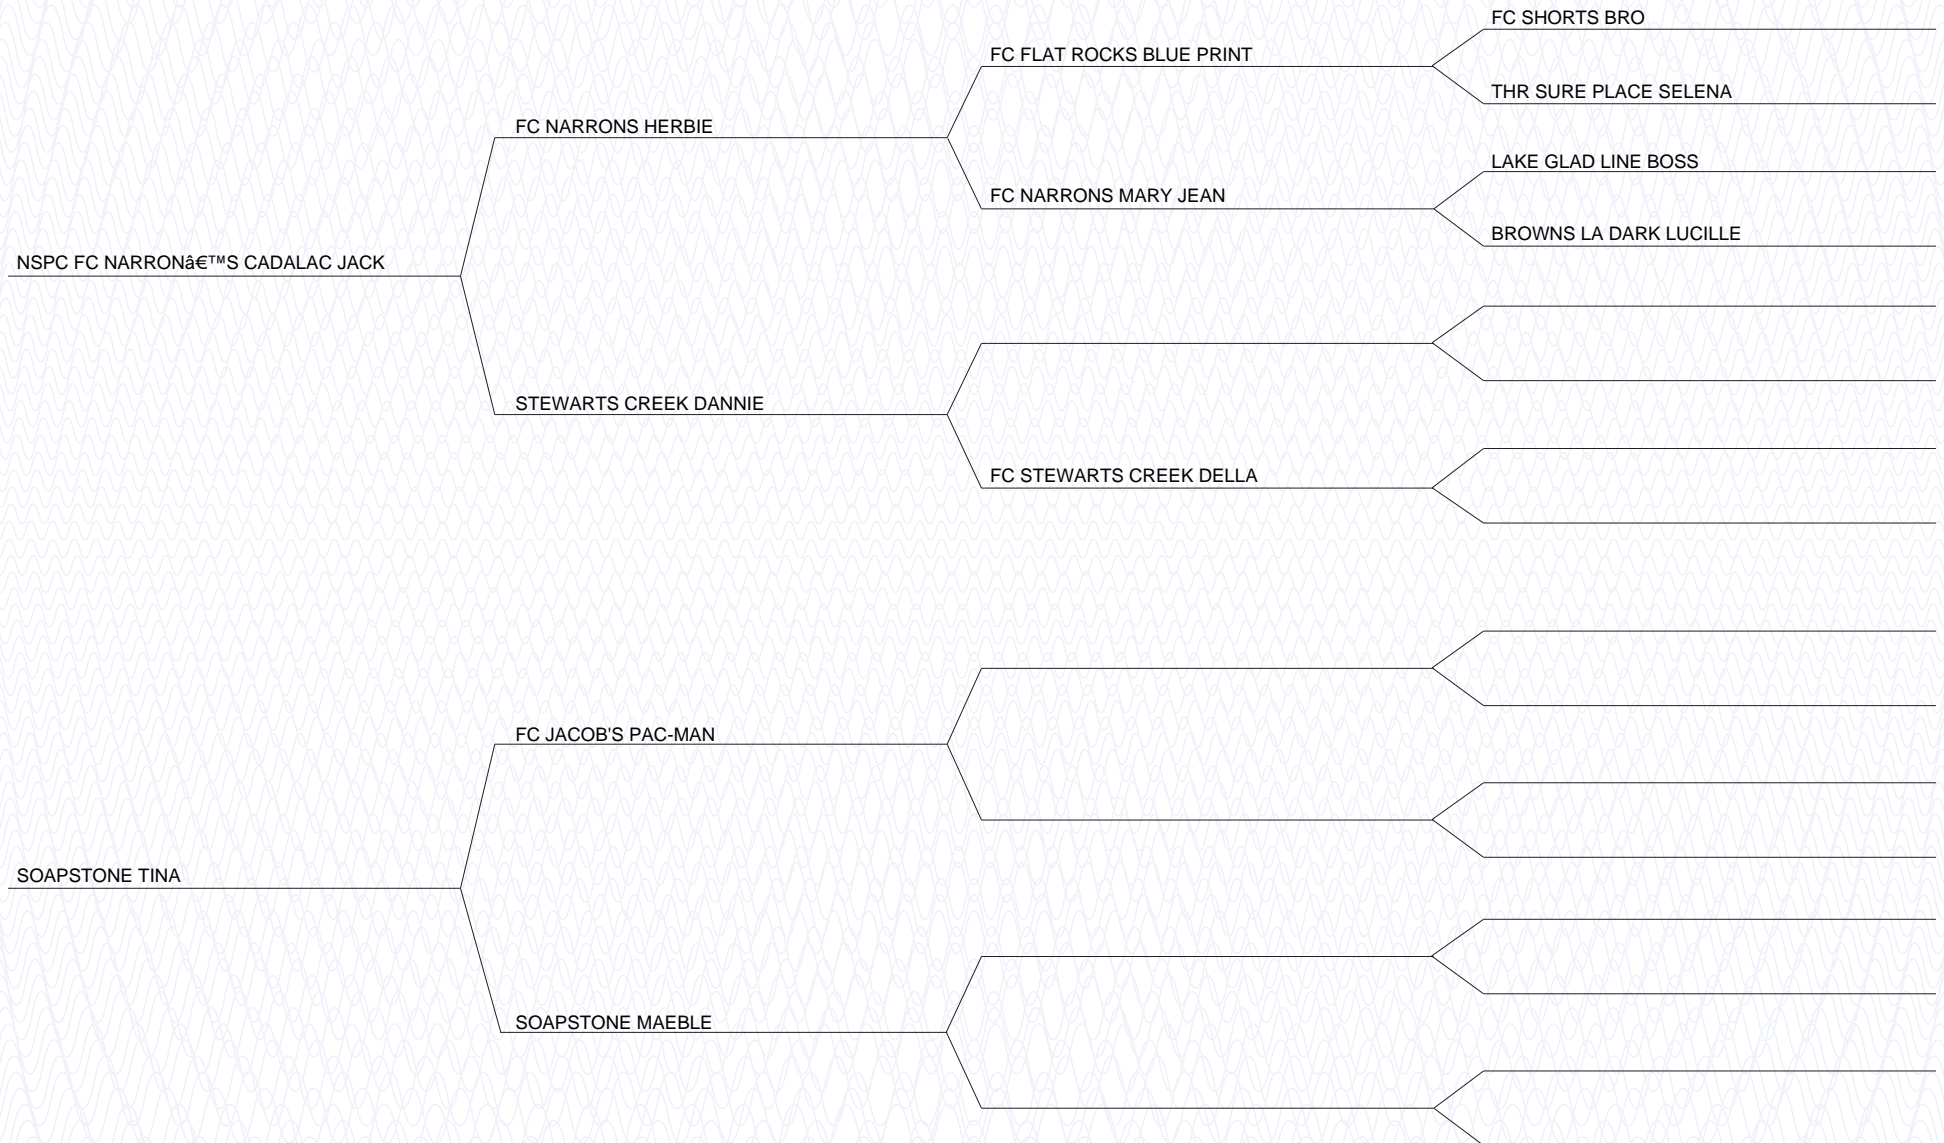 FC SHORTS BRO
FC FLAT ROCKS BLUE PRINT
THR SURE PLACE SELENA
FC NARRONS HERBIE
LAKE GLAD LINE BOSS
FC NARRONS MARY JEAN
BROWNS LA DARK LUCILLE
NSPC FC NARRONâ€™S CADALAC JACK
STEWARTS CREEK DANNIE
FC STEWARTS CREEK DELLA
FC JACOB'S PAC-MAN
SOAPSTONE TINA
SOAPSTONE MAEBLE